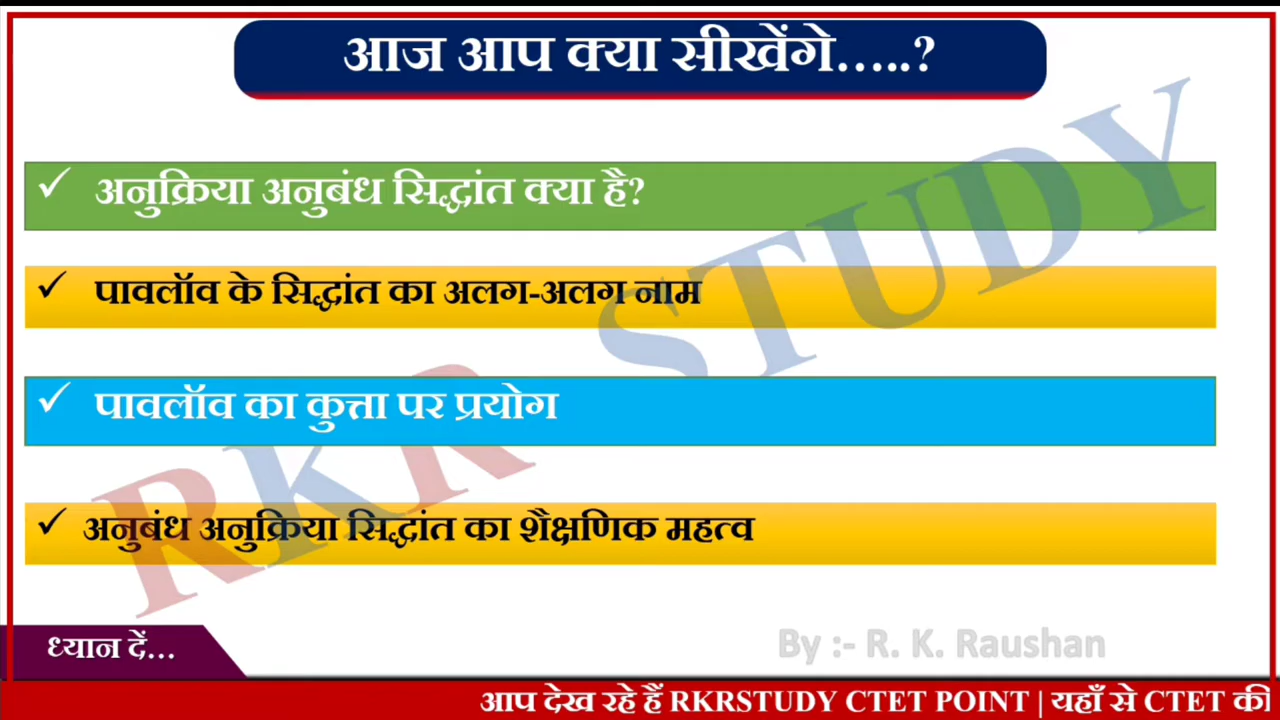 आज आप क्या सीखेंगे.....?
✓ अनुक्रिया अनुबंध सिद्धांत क्या है?
✓ पावलॉव के सिद्धांत का अलग-अलग नाम
✓ पावलॉव का कुत्ता पर प्रयोग
✓ अनुबंध अनुक्रिया सिद्धांत का शैक्षणिक महत्व
RKR STUDY
ध्यान दें...
By :- R. K. Raushan
आप देख रहे हैं RKRSTUDY CTET POINT | यहाँ से CTET की